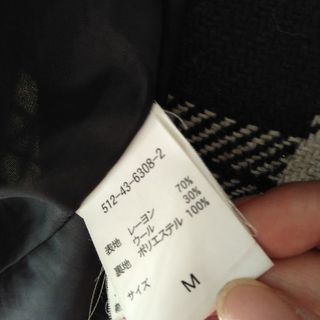 512-43-6308-2
表地 レーヨン 70%
ウール 30%
裏地 ポリエステル 100%
サイズ M